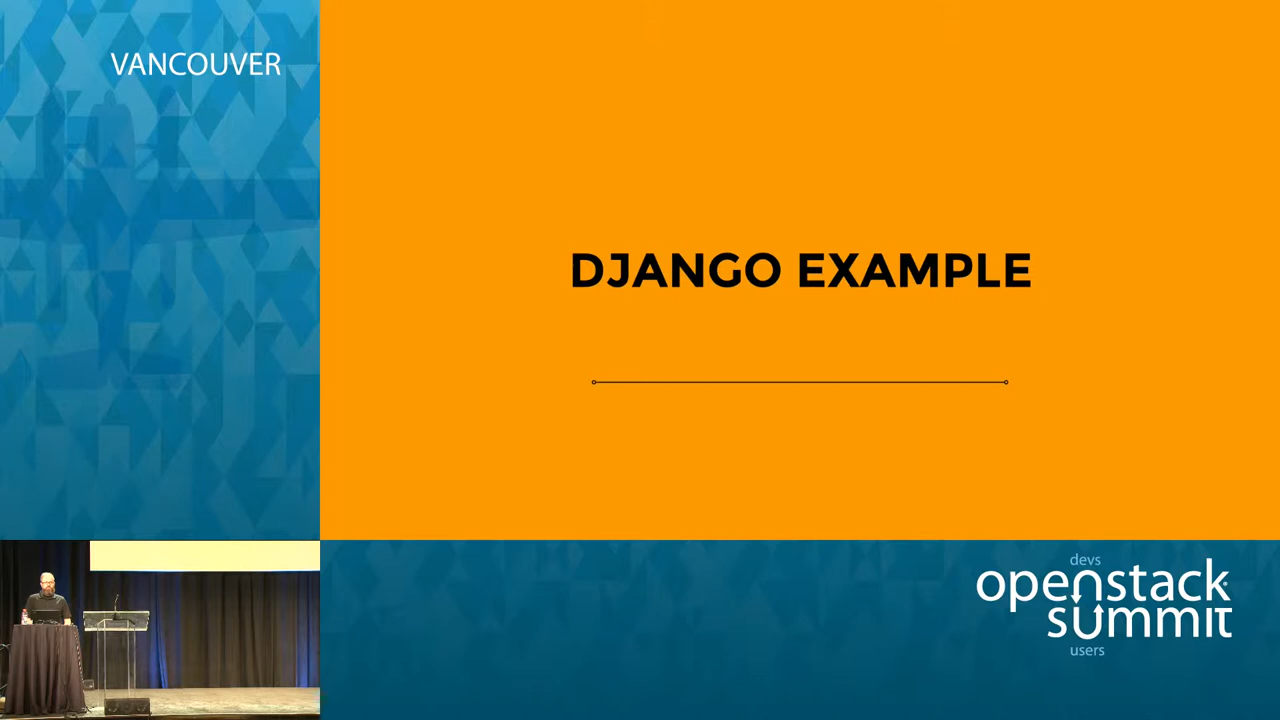 VANCOUVER
DJANGO EXAMPLE
devs
openstack
summit
users